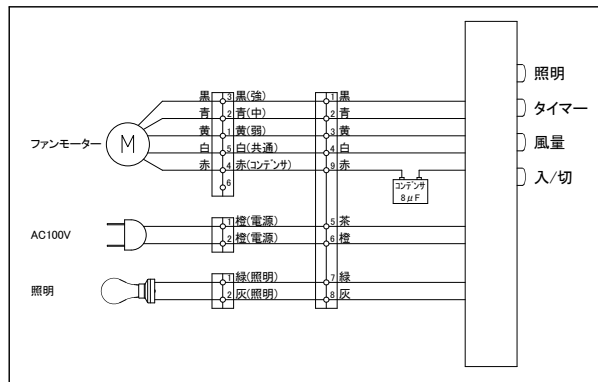 照明
タイマー
風量
入/切
ファンモーター
M
黒 3 黒(強) 1 黒
青 2 青(中) 2 青
黄 1 黄(弱) 3 黄
白 5 白(共通) 4 白
赤 4 赤(コンデンサ) 9 赤
6
コンデンサ
8μF
AC100V
1 橙(電源) 5 茶
2 橙(電源) 6 橙
照明
1 緑(照明) 7 緑
2 灰(照明) 8 灰